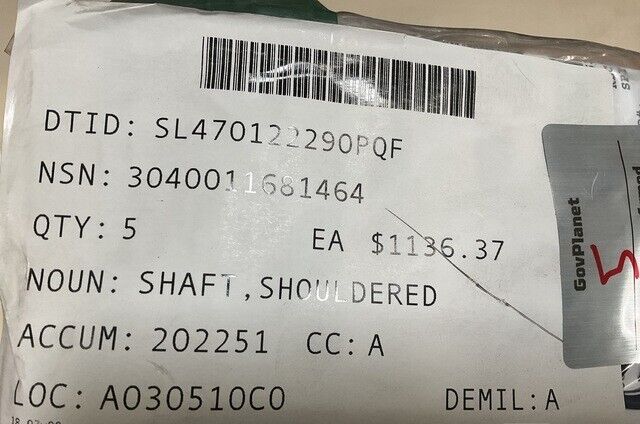 DTID: SL470122290PQF
NSN: 3040011681464
QTY: 5 EA $1136.37
NOUN: SHAFT,SHOULDERED
ACCUM: 202251 CC: A
LOC: A030510C0 DEMIL: A
GovPlanet
5